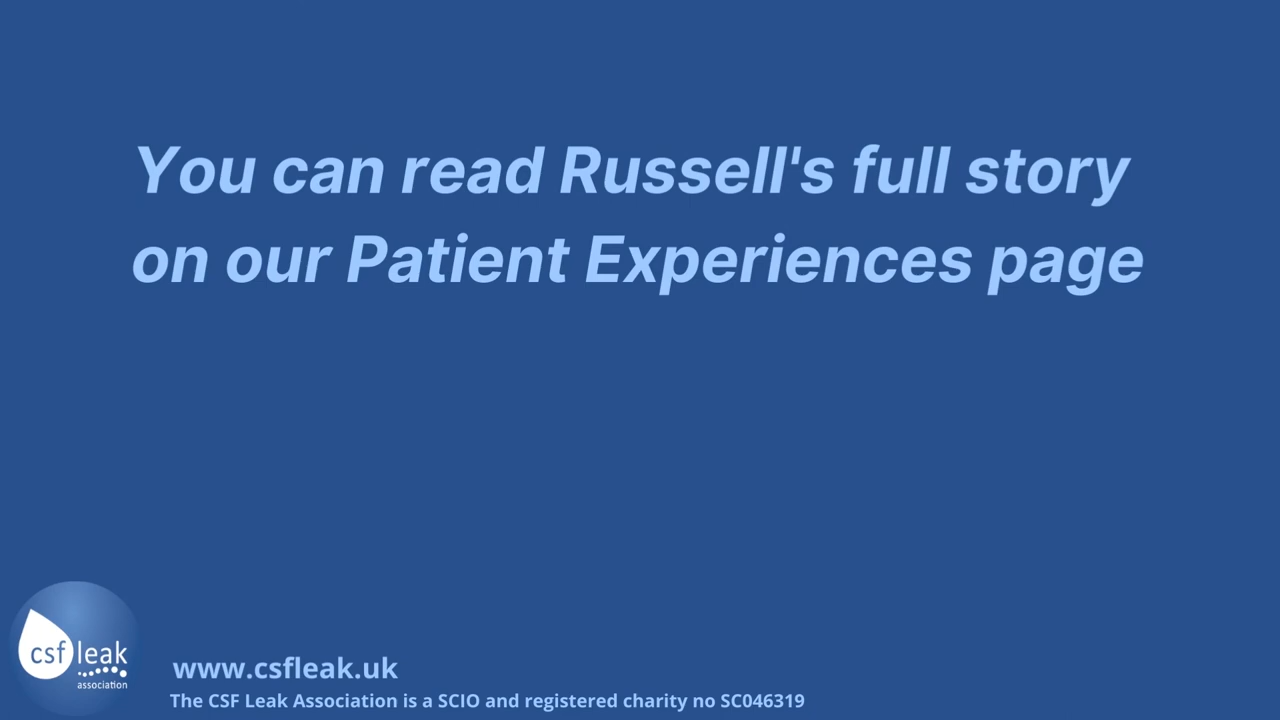 You can read Russell's full story
on our Patient Experiences page
csf leak
association
www.csfleak.uk
The CSF Leak Association is a SCIO and registered charity no SC046319